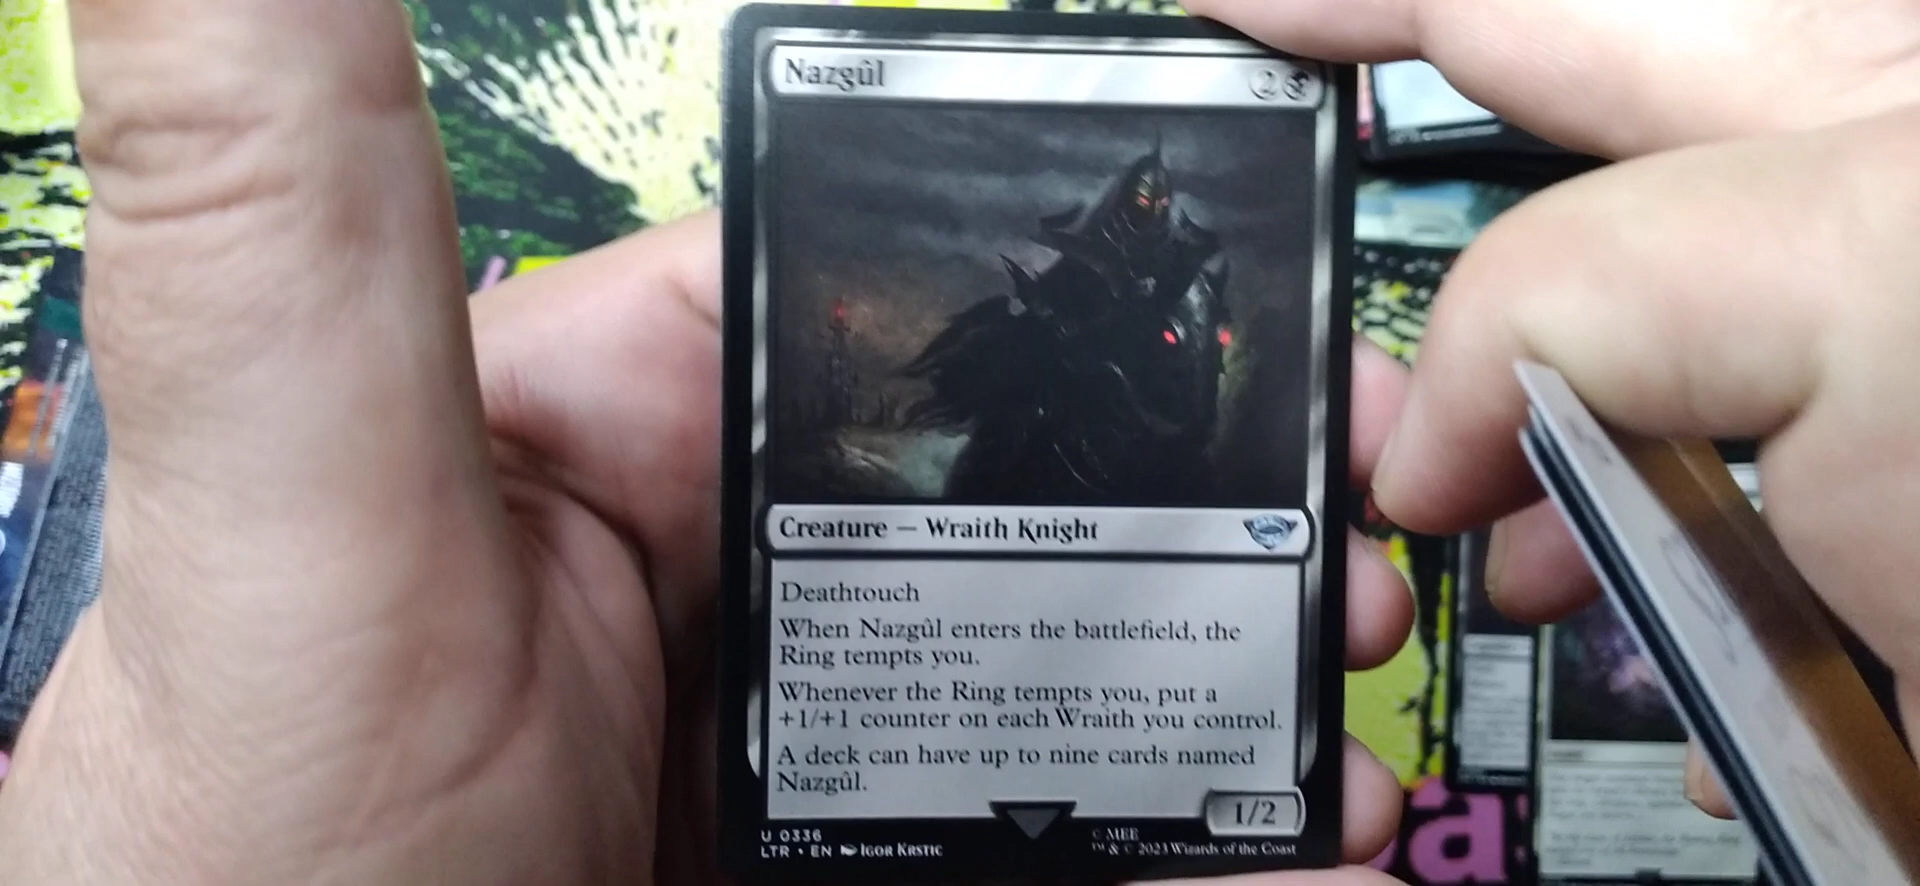 Nazgûl 2
Creature — Wraith Knight
Deathtouch
When Nazgûl enters the battlefield, the
Ring tempts you.
Whenever the Ring tempts you, put a
+1/+1 counter on each Wraith you control.
A deck can have up to nine cards named
Nazgûl.
1/2
U 0336
LTR • EN IGOR KRSTIC
© MEE
™ & © 2023 Wizards of the Coast
a